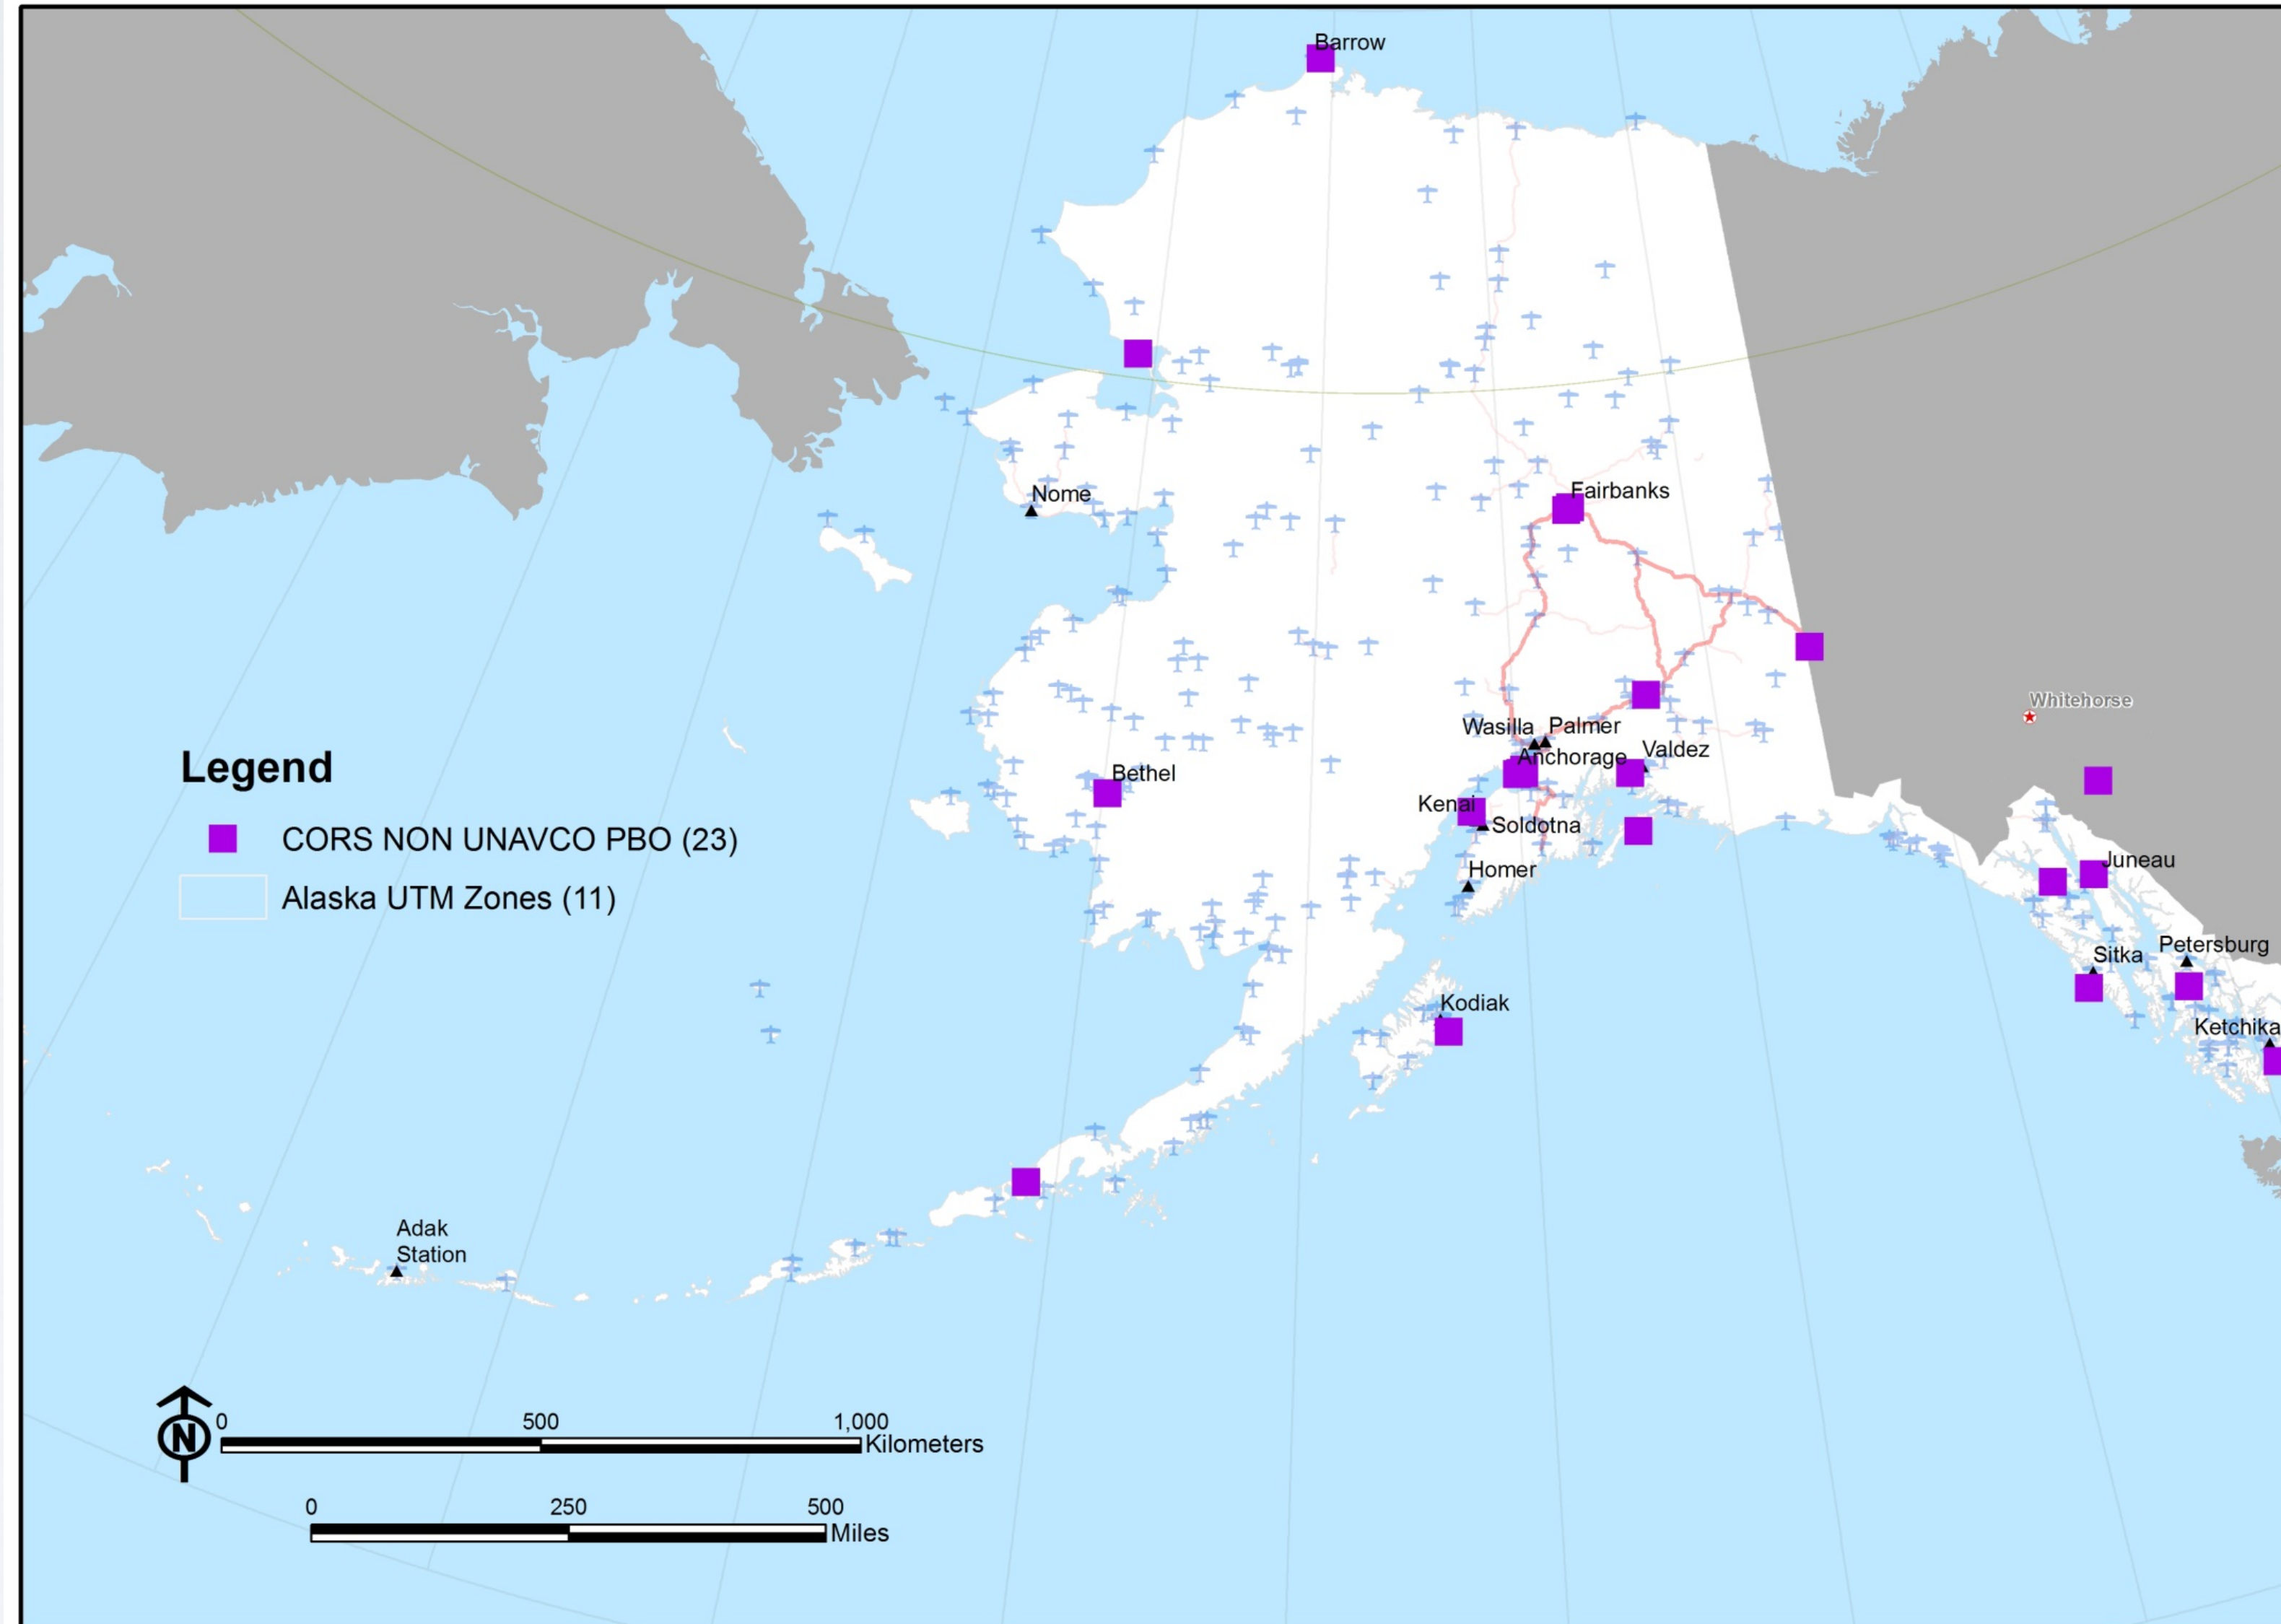 Barrow
Nome
Fairbanks
Whitehorse
Wasilla
Palmer
Anchorage
Valdez
Legend
Bethel
Kenai
CORS NON UNAVCO PBO (23)
Soldotna
Alaska UTM Zones (11)
Homer
Juneau
Petersburg
Sitka
Kodiak
Ketchika
Adak
Station
N
0 500 1,000
Kilometers
0 250 500
Miles